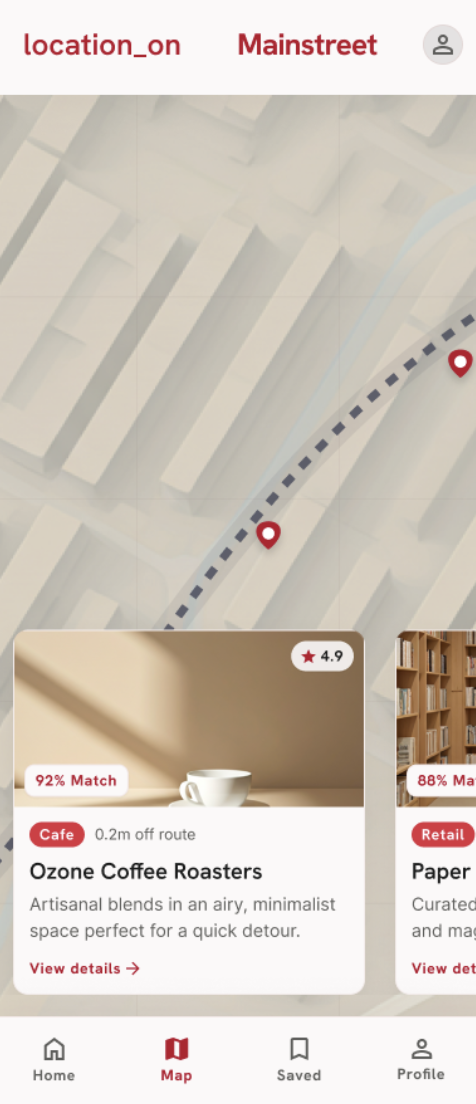 location_on Mainstreet
4.9
92% Match
Cafe 0.2m off route
Ozone Coffee Roasters
Artisanal blends in an airy, minimalist
space perfect for a quick detour.
View details →
88% Ma
Retail
Paper
Curated
and mag
View det
Home Map Saved Profile